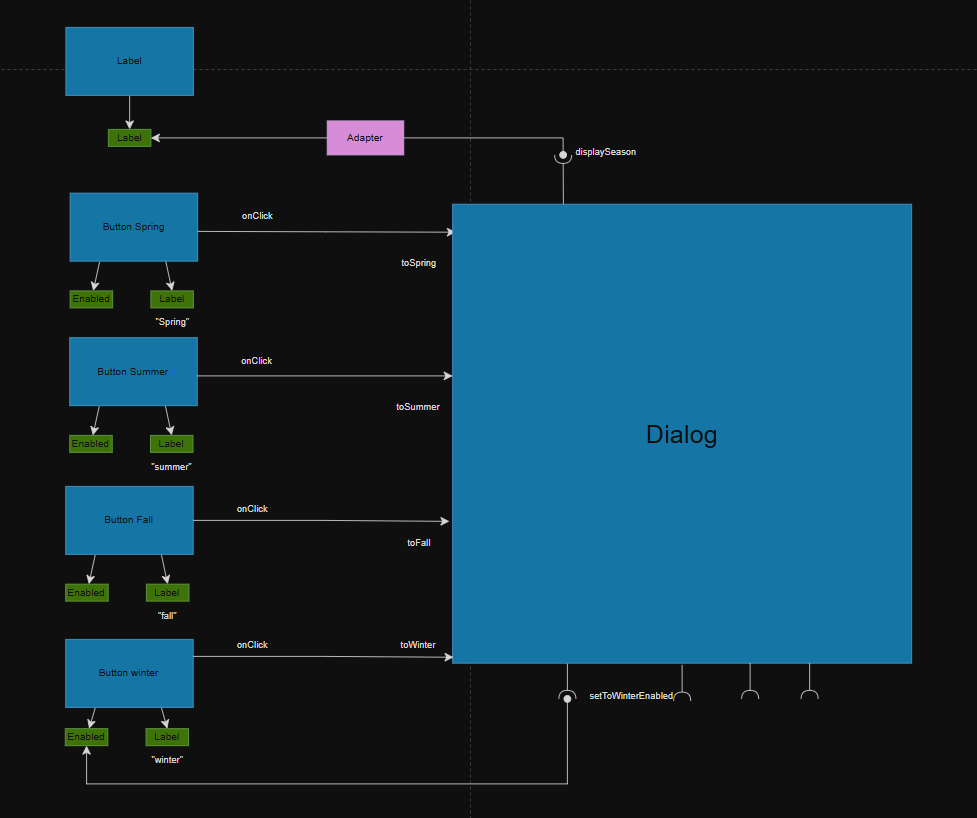 Label
Label
Adapter
displaySeason
Button Spring
onClick
toSpring
Enabled
Label
"Spring"
Button Summer
onClick
toSummer
Enabled
Label
"summer"
Dialog
Button Fall
onClick
toFall
Enabled
Label
"fall"
Button winter
onClick
toWinter
setToWinterEnabled
Enabled
Label
"winter"